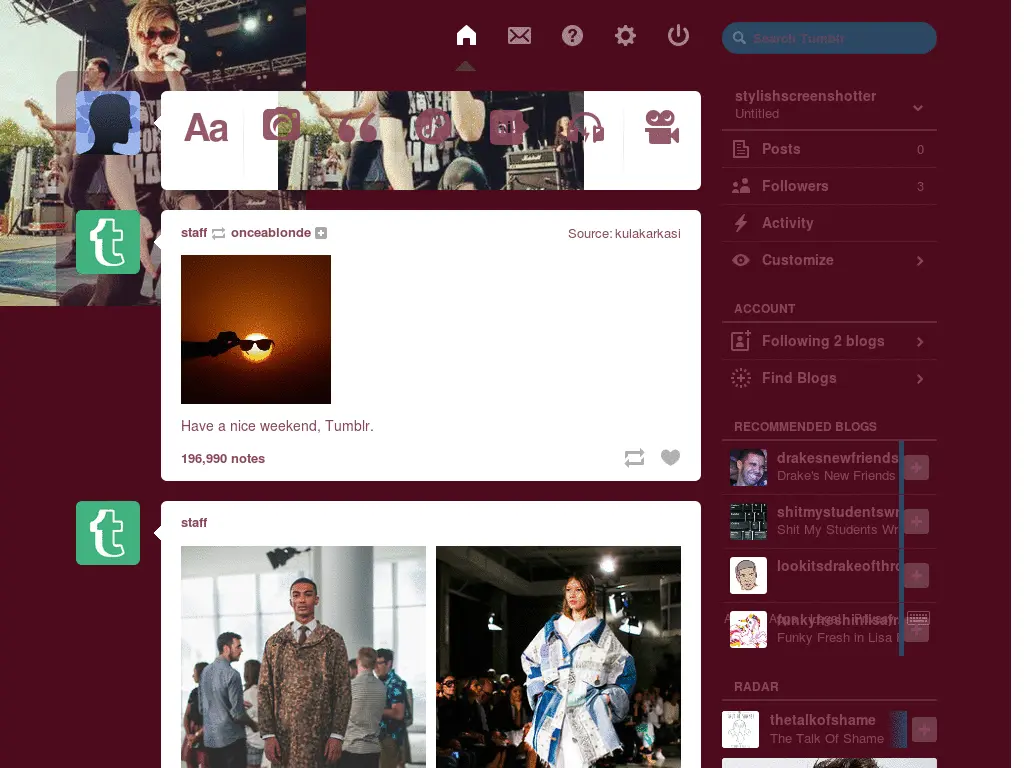 Search Tumblr
stylishscreenshotter
Untitled
Aa
Posts 0
Followers 3
Activity
Customize
staff onceablonde
Source: kulakarkasi
Have a nice weekend, Tumblr.
196,990 notes
staff
ACCOUNT
Following 2 blogs
Find Blogs
RECOMMENDED BLOGS
drakesnewfriends
Drake's New Friends
shitmystudentswr
Shit My Students Wr
lookitsdrakeofthro
Funky Fresh in Lisa
RADAR
thetalkofshame
The Talk Of Shame